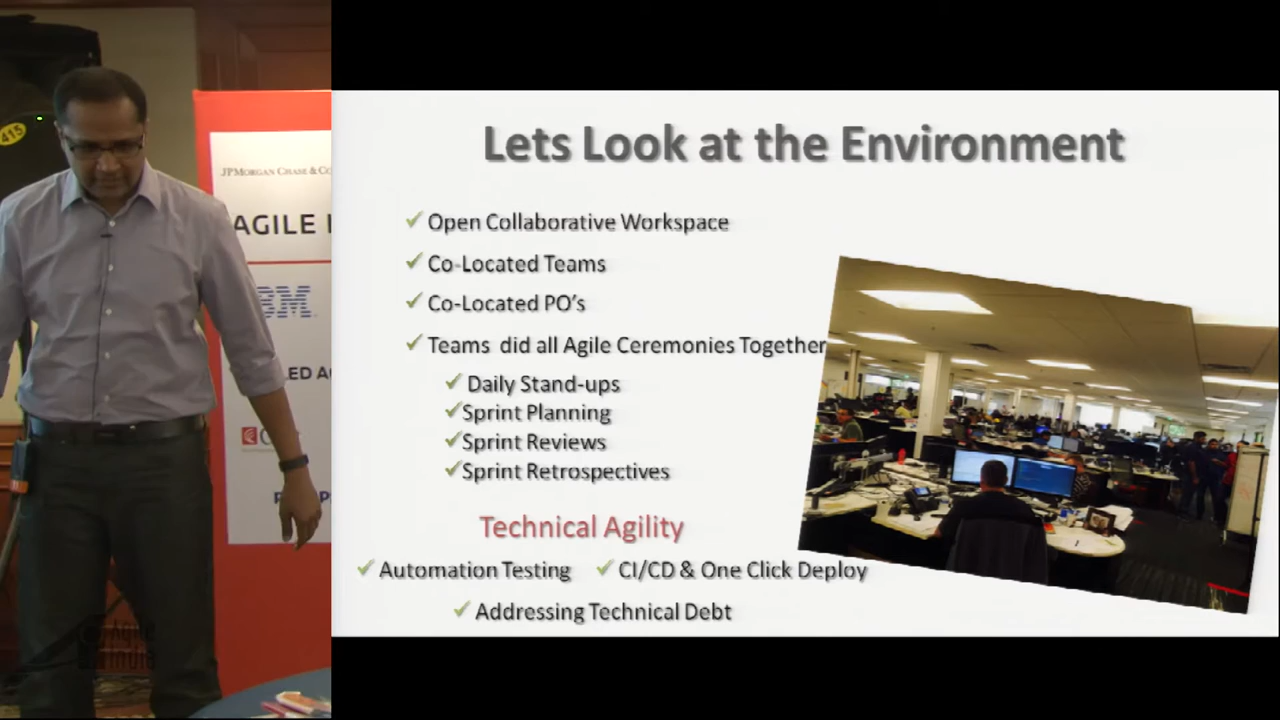 415
JPMORGAN CHASE & CO
AGILE
IBM
Lets Look at the Environment
Open Collaborative Workspace
Co-Located Teams
Co-Located PO's
Teams did all Agile Ceremonies Together
Daily Stand-ups
Sprint Planning
Sprint Reviews
Sprint Retrospectives
Technical Agility
Automation Testing
CI/CD & One Click Deploy
Addressing Technical Debt